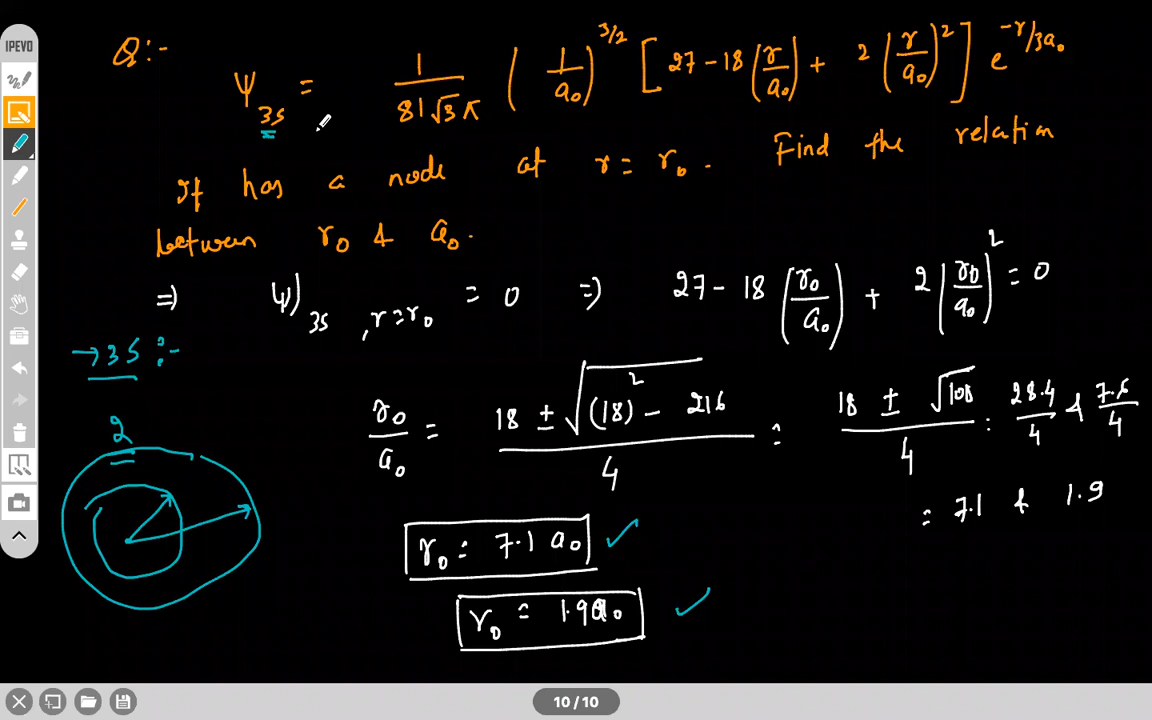 IPEVO
Q:-
ψ3s = 1/(81√3π) (1/a0)^3/2 [27 - 18(r/a0) + 2(r/a0)^2] e^-r/3a0
If has a node at r = r0. Find the relation
between r0 & a0.
⇒ ψ)3s, r=r0 = 0 ⇒ 27 - 18(r0/a0) + 2(r0/a0)^2 = 0
→ 3S :-
r0/a0 = (18 ± √((18)^2 - 216))/4 = (18 ± √108)/4 = 28.4/4 & 7.6/4
2
= 7.1 & 1.9
r0 = 7.1 a0 ✓
r0 = 1.9a0 ✓
10/10